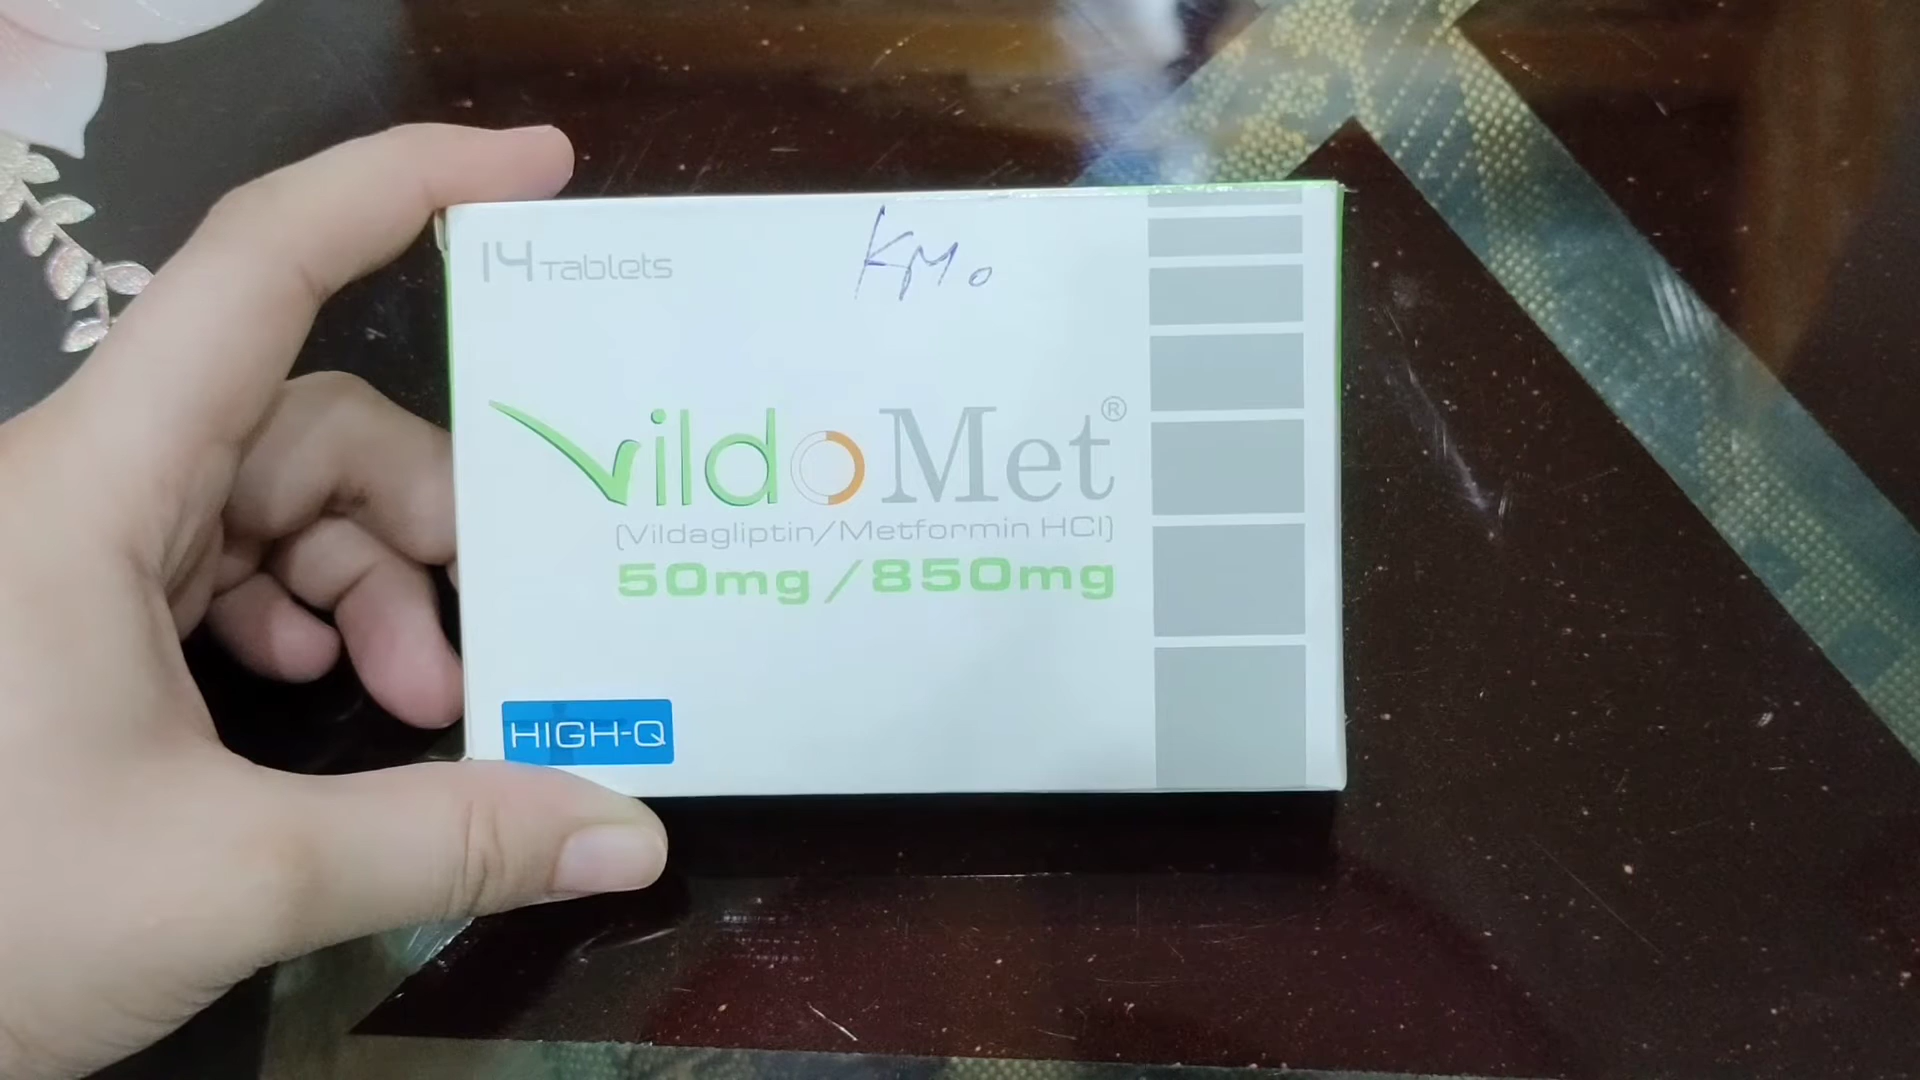 14 Tablets
KM.
VildoMet®
(Vildagliptin/Metformin HCl)
50mg/850mg
HIGH-Q